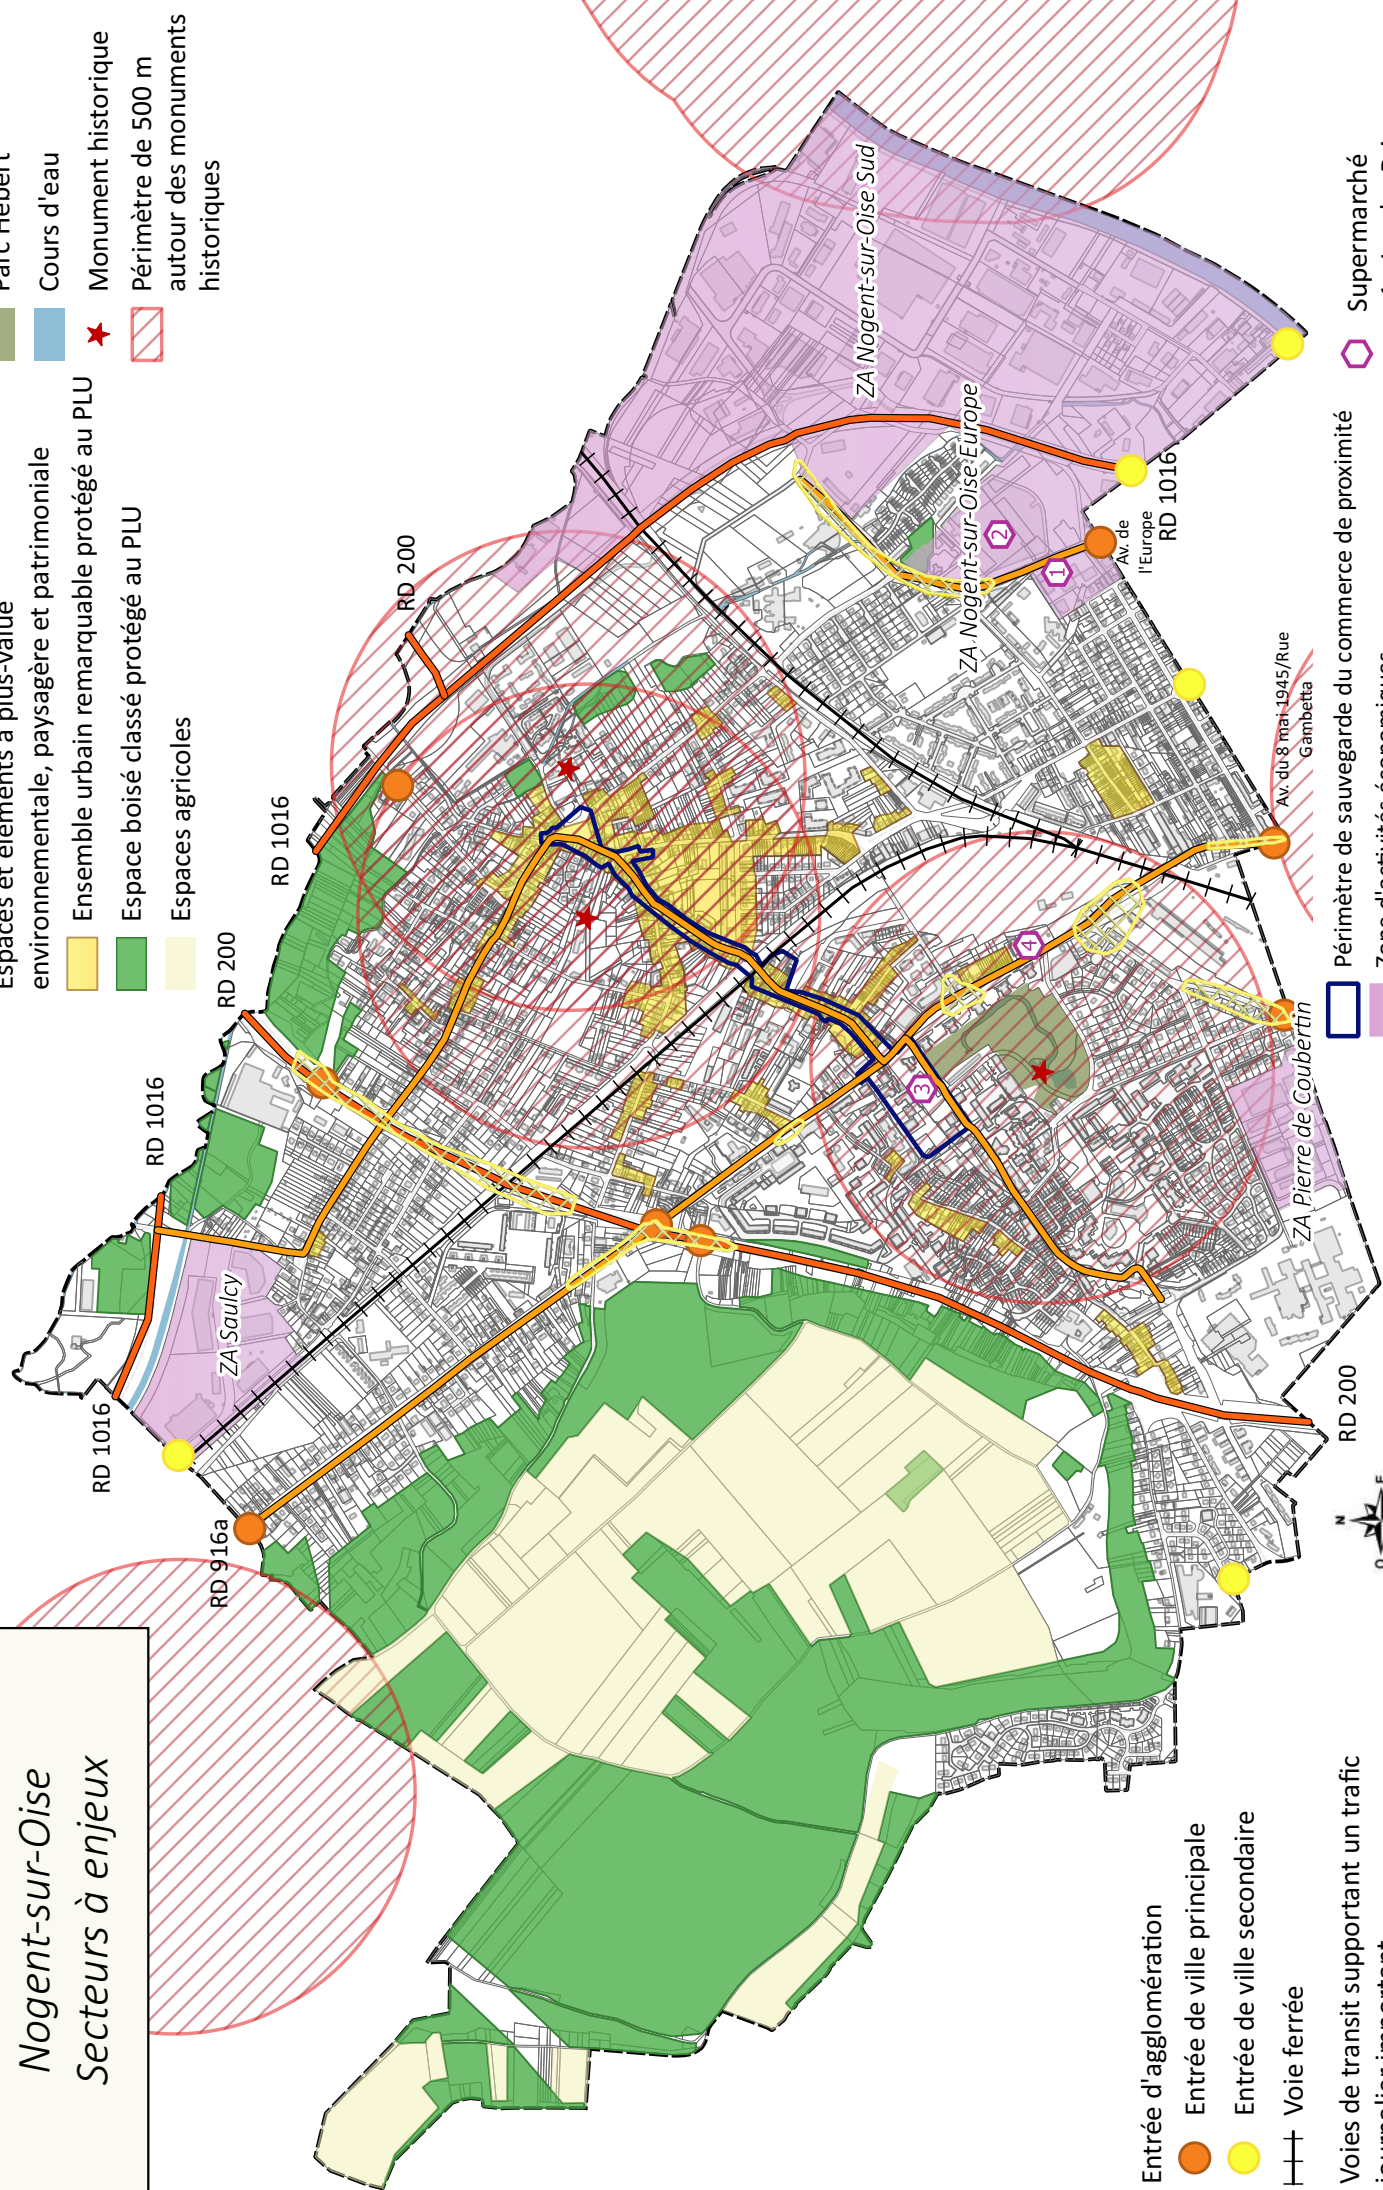 Nogent-sur-Oise
Secteurs à enjeux
Espaces et éléments à plus-value
environnementale, paysagère et patrimoniale
Ensemble urbain remarquable protégé au PLU
Espace boisé classé protégé au PLU
Espaces agricoles
Parc Hébert
Cours d'eau
Monument historique
Périmètre de 500 m
autour des monuments
historiques
RD 916a
RD 1016
RD 1016
RD 200
RD 1016
RD 200
ZA Saulcy
ZA Nogent-sur-Oise Sud
ZA Nogent-sur-Oise Europe
1
2
3
4
Av. de
l'Europe
RD 1016
Av. du 8 mai 1945/Rue
Gambetta
ZA Pierre de Coubertin
RD 200
N
O
E
Entrée d'agglomération
Entrée de ville principale
Entrée de ville secondaire
Voie ferrée
Voies de transit supportant un trafic
journalier important
Périmètre de sauvegarde du commerce de proximité
Zone d'activités économiques
Supermarché